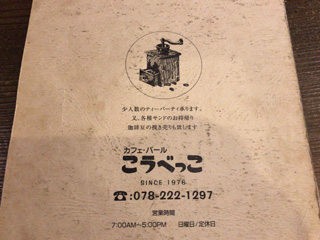 少人数のティーパーティ承ります。
又、各種サンドのお持帰り
珈琲豆の挽き売りも致します
カフェ・パール
こうべっこ
SINCE 1976
☎:078-222-1297
営業時間
7:00AM〜5:00PM 日曜日/定休日